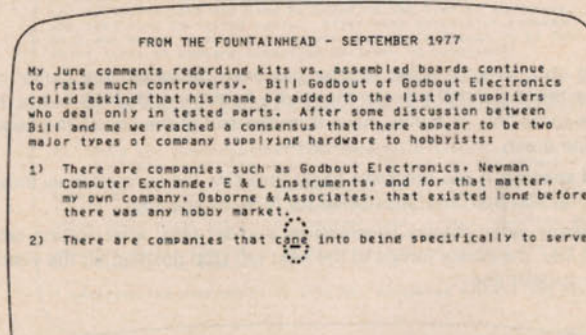 FROM THE FOUNTAINHEAD - SEPTEMBER 1977
My June comments regarding kits vs. assembled boards continue
to raise much controversy. Bill Godbout of Godbout Electronics
called asking that his name be added to the list of suppliers
who deal only in tested parts. After some discussion between
Bill and me we reached a consensus that there appear to be two
major types of company supplying hardware to hobbyists:
1) There are companies such as Godbout Electronics, Newman
Computer Exchange, E & L instruments, and for that matter,
my own company, Osborne & Associates, that existed long before
there was any hobby market.
2) There are companies that cane into being specifically to serve